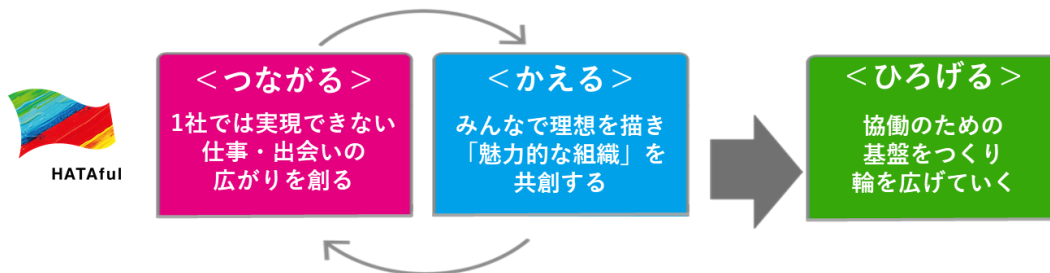 HATAful
＜つながる＞
1社では実現できない
仕事・出会いの
広がりを創る
＜かえる＞
みんなで理想を描き
「魅力的な組織」を
共創する
＜ひろげる＞
協働のための
基盤をつくり
輪を広げていく